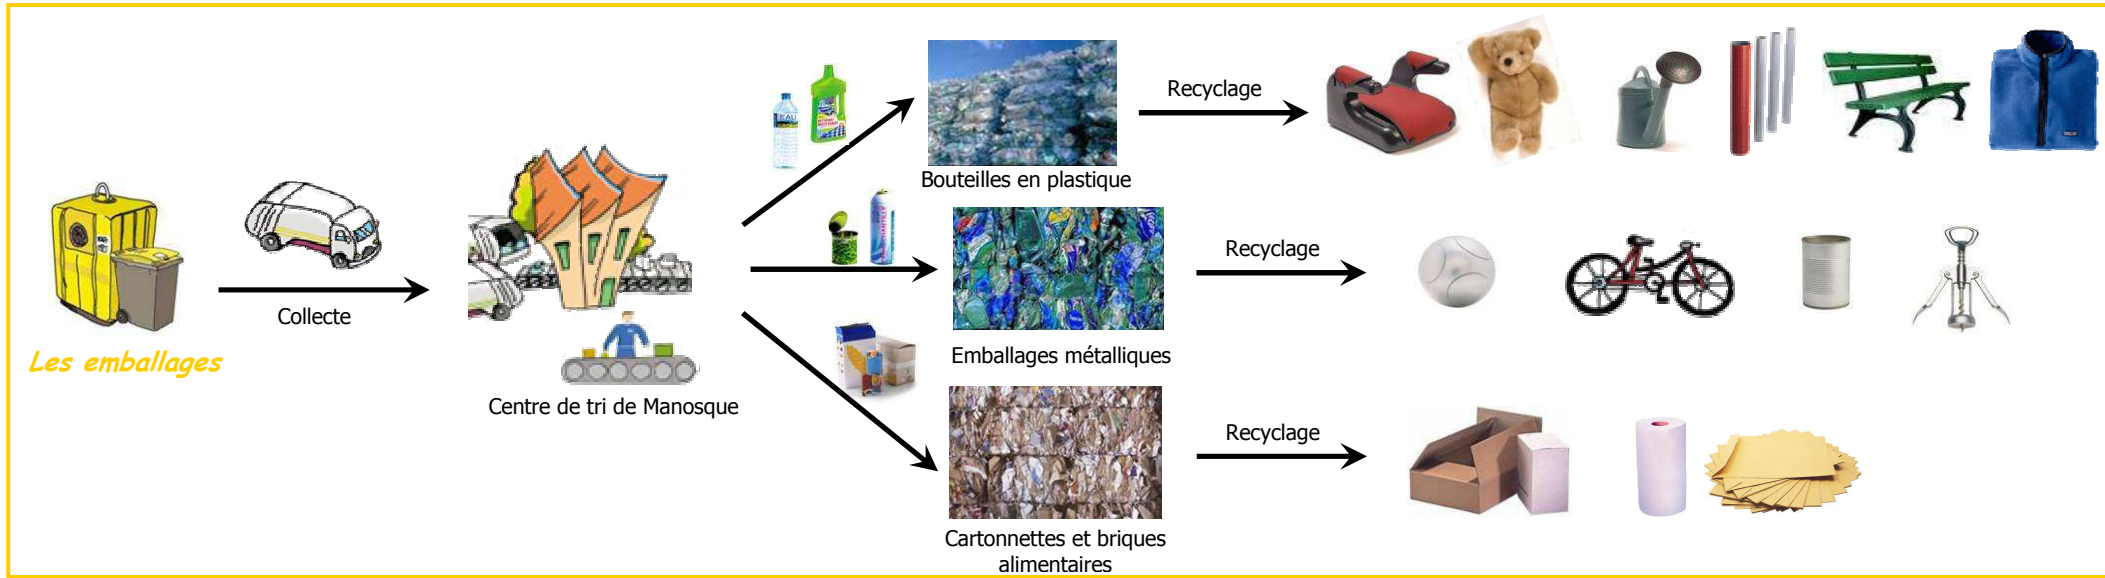 Les emballages
Collecte
Centre de tri de Manosque
EAU
Bouteilles en plastique
Recyclage
Emballages métalliques
Recyclage
Cartonnettes et briques
alimentaires
Recyclage